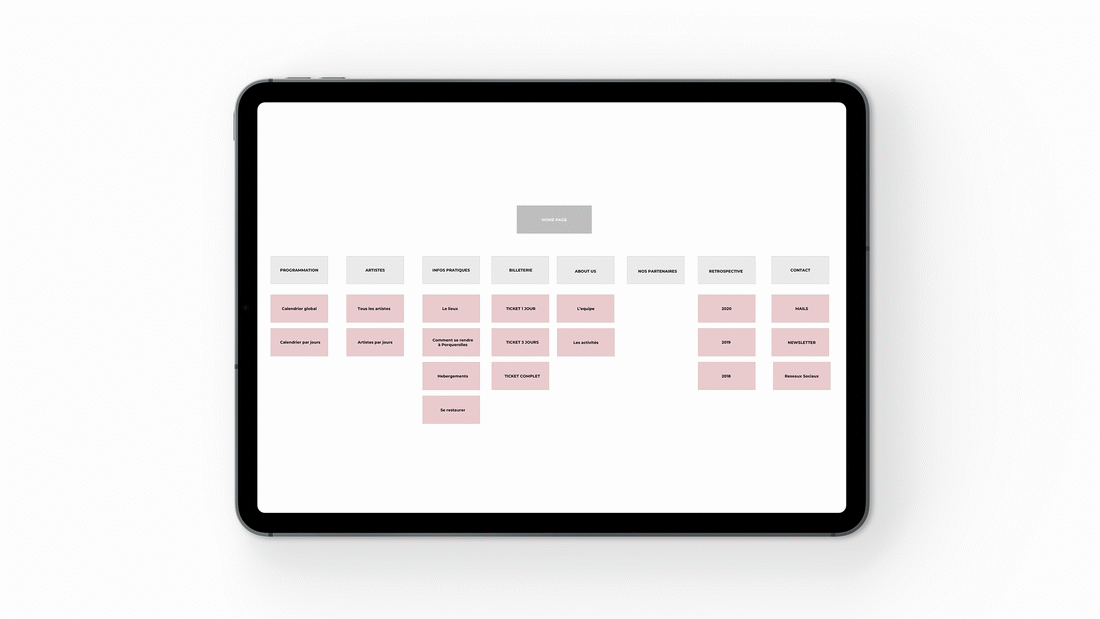 HOME PAGE
PROGRAMMATION
ARTISTES
INFOS PRATIQUES
BILLETERIE
ABOUT US
NOS PARTENAIRES
RETROSPECTIVE
CONTACT
Calendrier global
Tous les artistes
Le lieux
TICKET 1 JOUR
L'equipe
2020
MAILS
Calendrier par jours
Artistes par jours
Comment se rendre
à Porquerolles
TICKET 3 JOURS
Les activités
2019
NEWSLETTER
Hebergements
TICKET COMPLET
2018
Reseaux Sociaux
Se restaurer